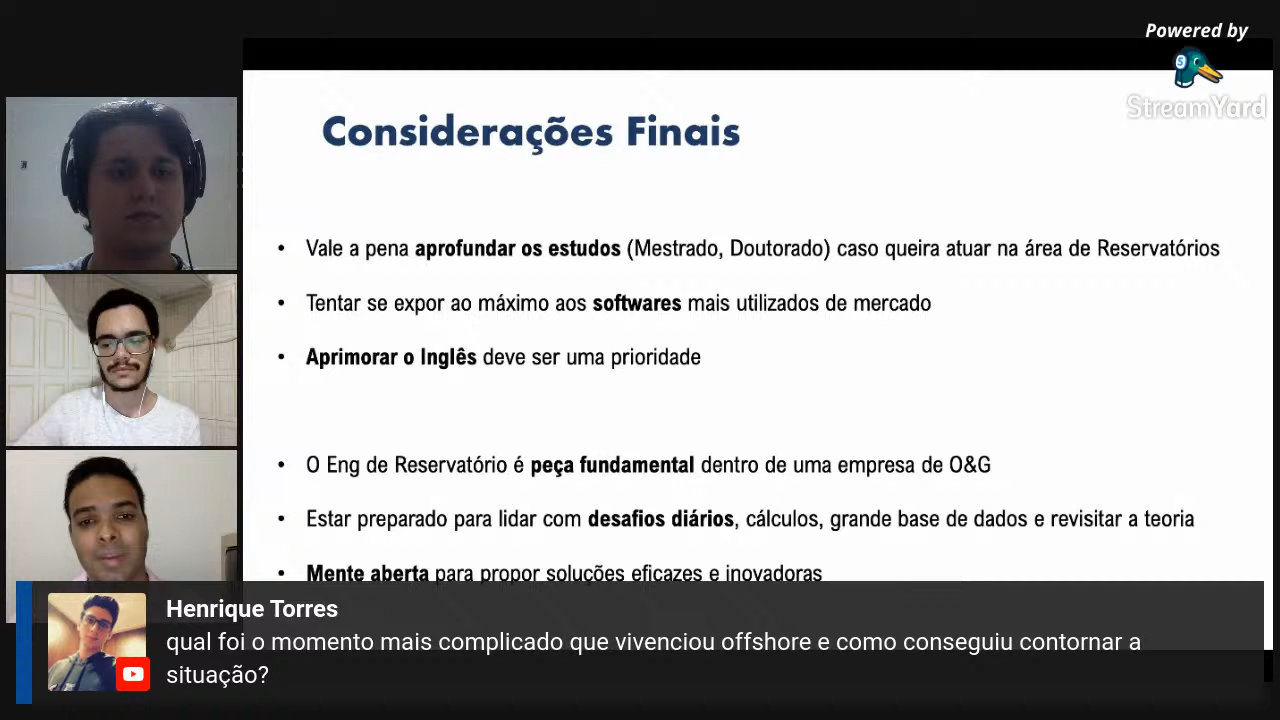 Powered by
StreamYard
Considerações Finais
• Vale a pena aprofundar os estudos (Mestrado, Doutorado) caso queira atuar na área de Reservatórios
• Tentar se expor ao máximo aos softwares mais utilizados de mercado
• Aprimorar o Inglês deve ser uma prioridade
• O Eng de Reservatório é peça fundamental dentro de uma empresa de O&G
• Estar preparado para lidar com desafios diários, cálculos, grande base de dados e revisitar a teoria
• Mente aberta para propor soluções eficazes e inovadoras
Henrique Torres
qual foi o momento mais complicado que vivenciou offshore e como conseguiu contornar a
situação?